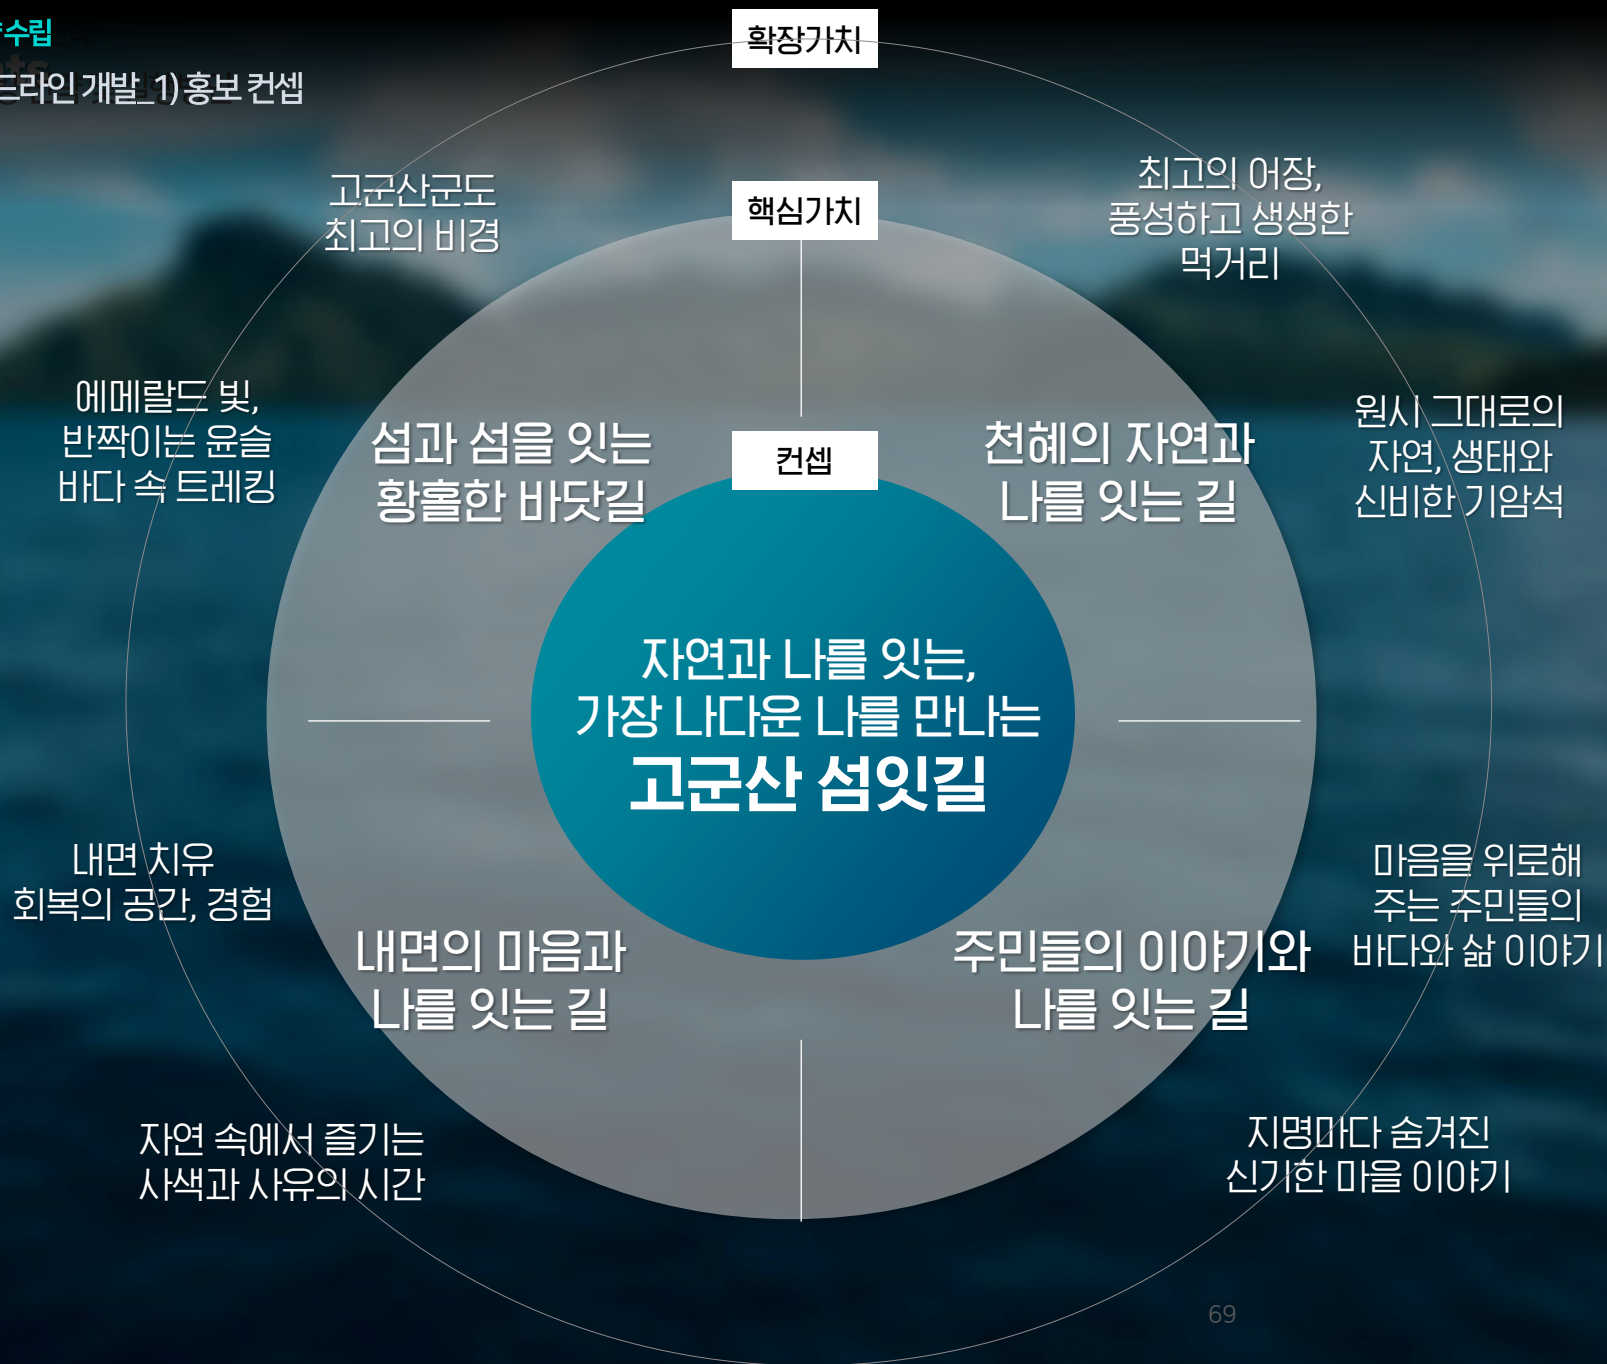 수립
드라인 개발_1) 홍보 컨셉
확장가치
고군산군도
최고의 비경
최고의 어장,
풍성하고 생생한
먹거리
핵심가치
에메랄드 빛,
반짝이는 윤슬
바다 속 트레킹
섬과 섬을 잇는
황홀한 바닷길
컨셉
천혜의 자연과
나를 잇는 길
원시 그대로의
자연, 생태와
신비한 기암석
자연과 나를 잇는,
가장 나다운 나를 만나는
고군산 섬잇길
내면 치유
회복의 공간, 경험
내면의 마음과
나를 잇는 길
주민들의 이야기와
나를 잇는 길
마음을 위로해
주는 주민들의
바다와 삶 이야기
자연 속에서 즐기는
사색과 사유의 시간
지명마다 숨겨진
신기한 마을 이야기
69